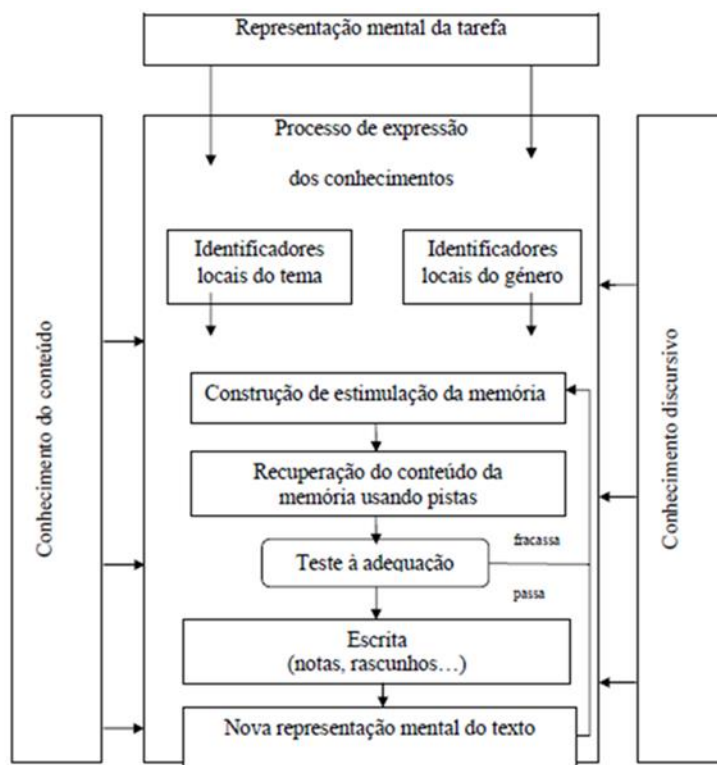 Representação mental da tarefa
Processo de expressão
dos conhecimentos
Identificadores
locais do tema
Identificadores
locais do género
Construção de estimulação da memória
Recuperação do conteúdo da
memória usando pistas
Teste à adequação
fracassa
passa
Escrita
(notas, rascunhos…)
Nova representação mental do texto
Conhecimento do conteúdo
Conhecimento discursivo